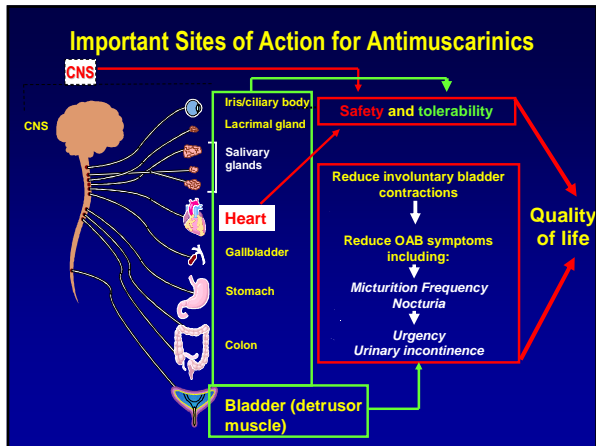 Important Sites of Action for Antimuscarinics
CNS
CNS
Iris/ciliary body
Lacrimal gland
Salivary
glands
Heart
Gallbladder
Stomach
Colon
Bladder (detrusor
muscle)
Safety and tolerability
Reduce involuntary bladder
contractions
Reduce OAB symptoms
including:
Micturition Frequency
Nocturia
Urgency
Urinary incontinence
Quality
of life